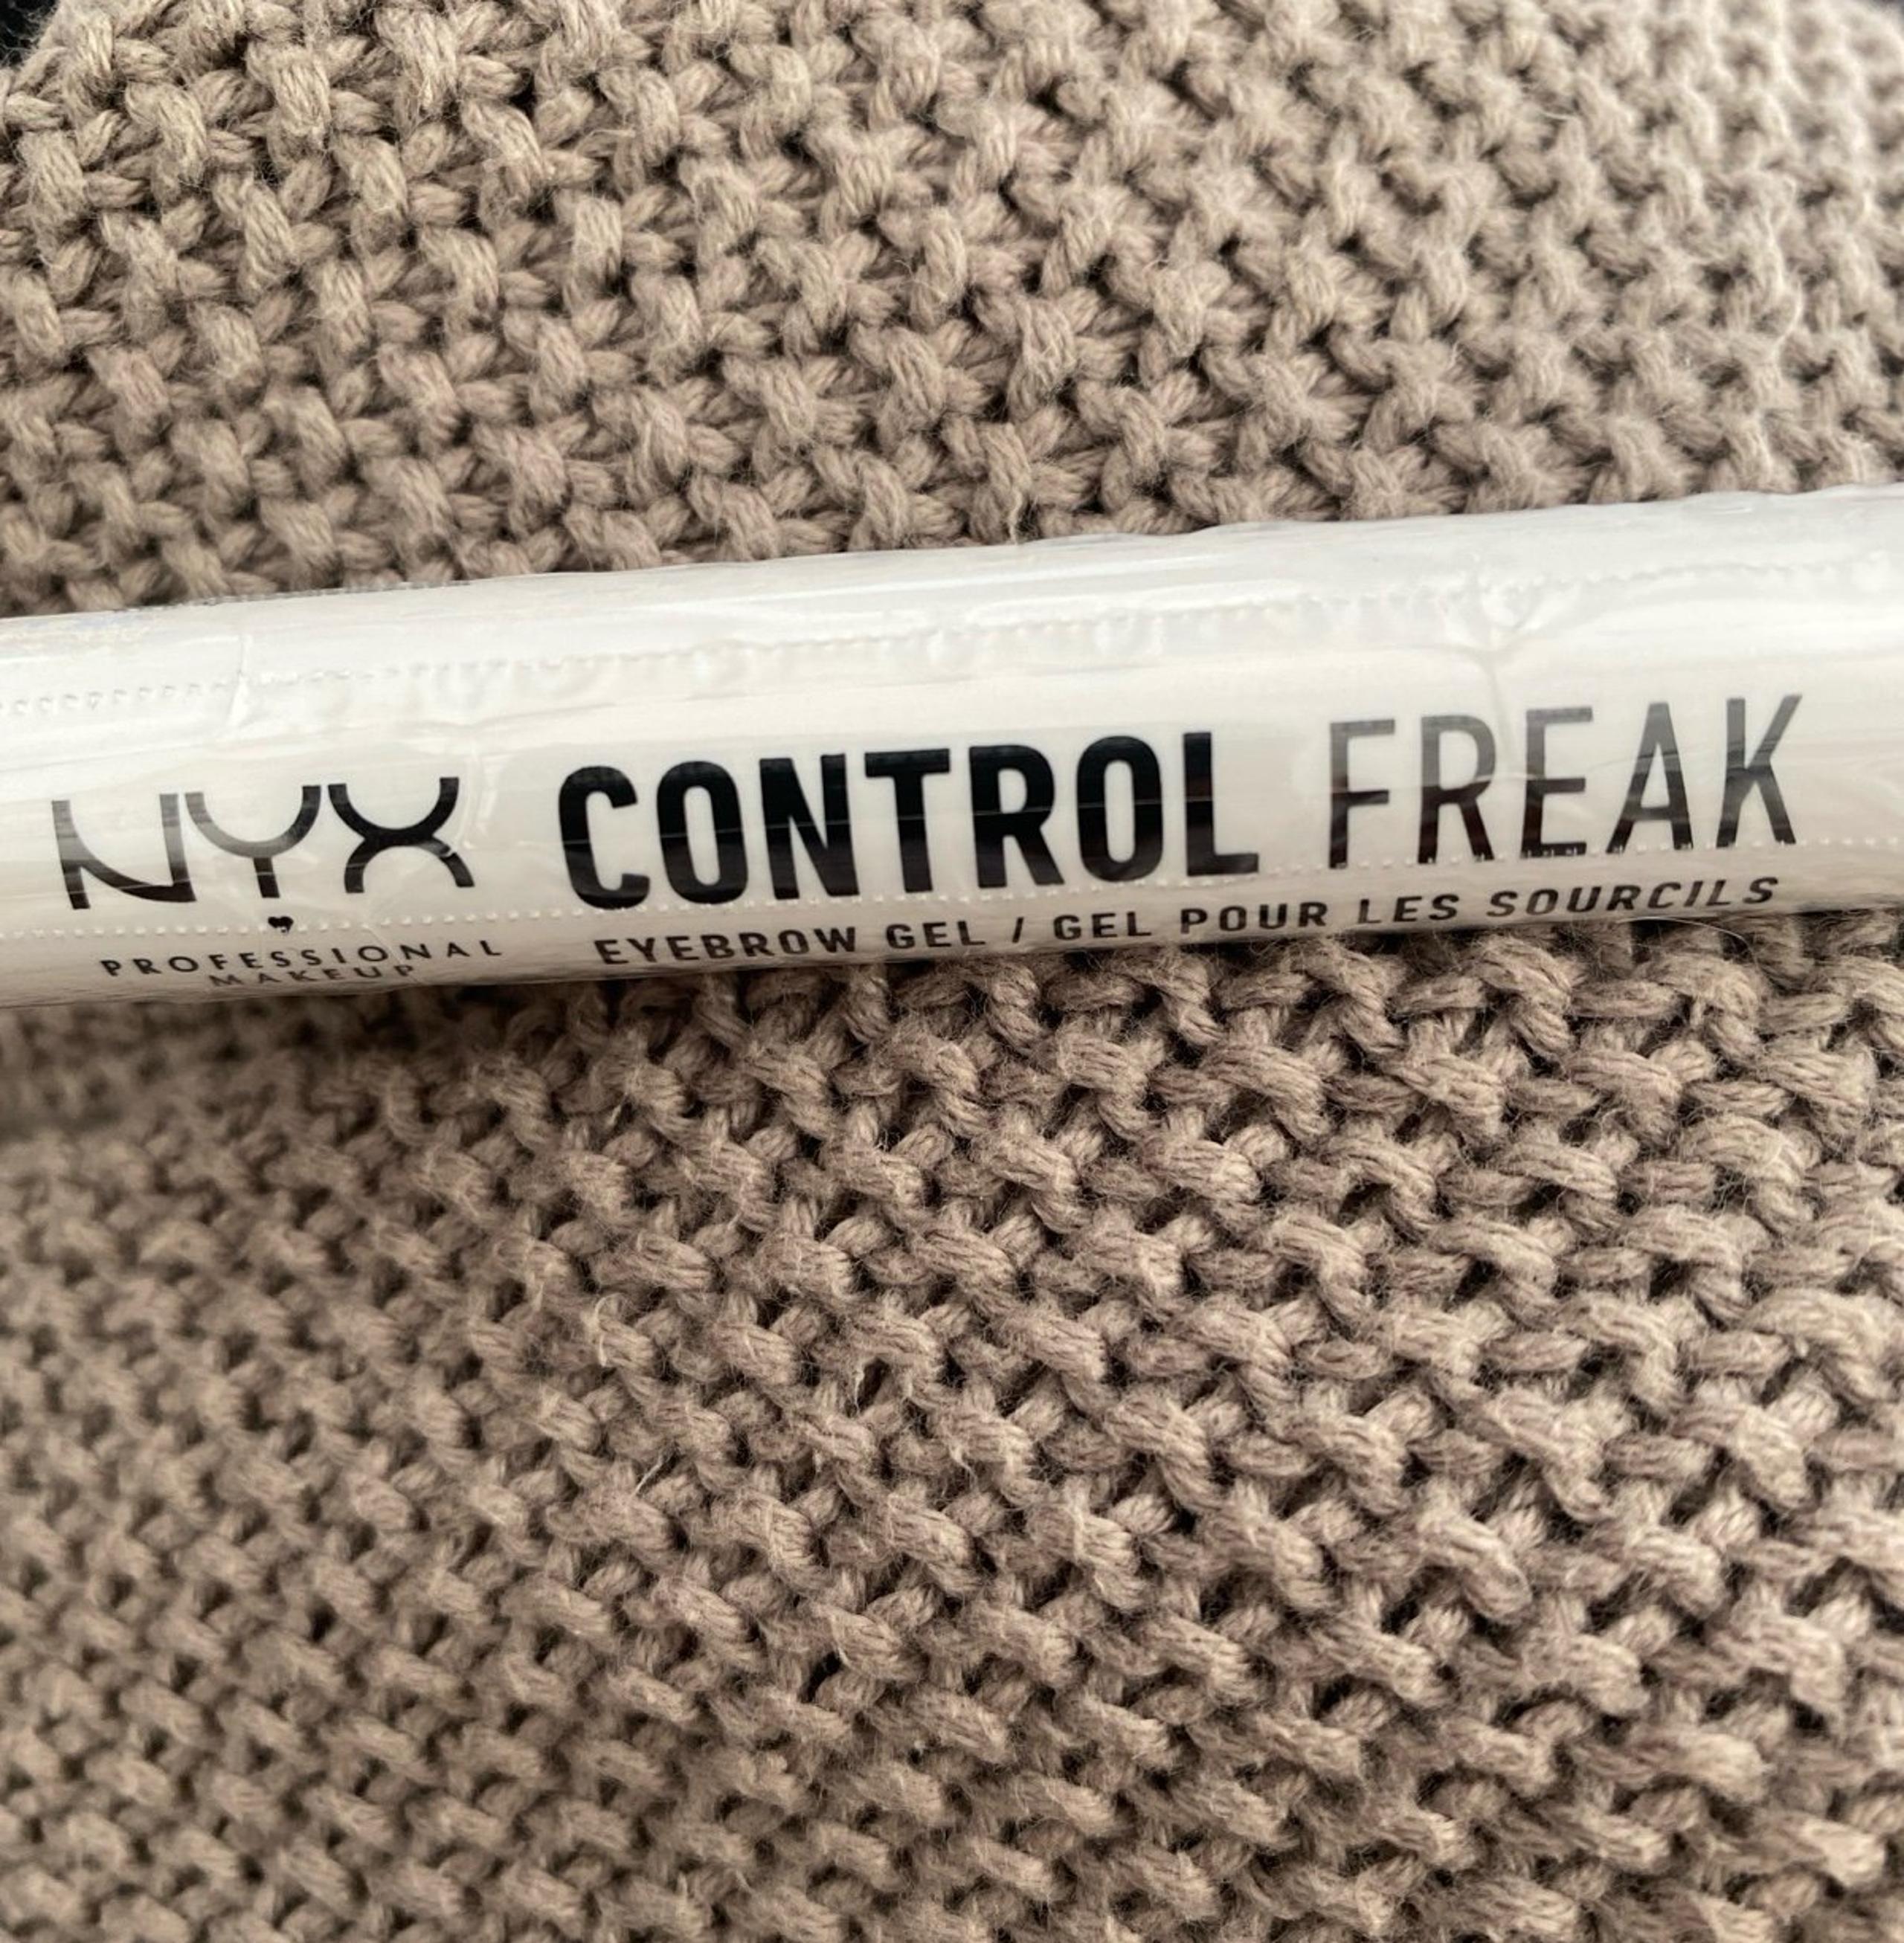 NYX CONTROL FREAK
PROFESSIONAL EYEBROW GEL / GEL POUR LES SOURCILS
MAKEUP